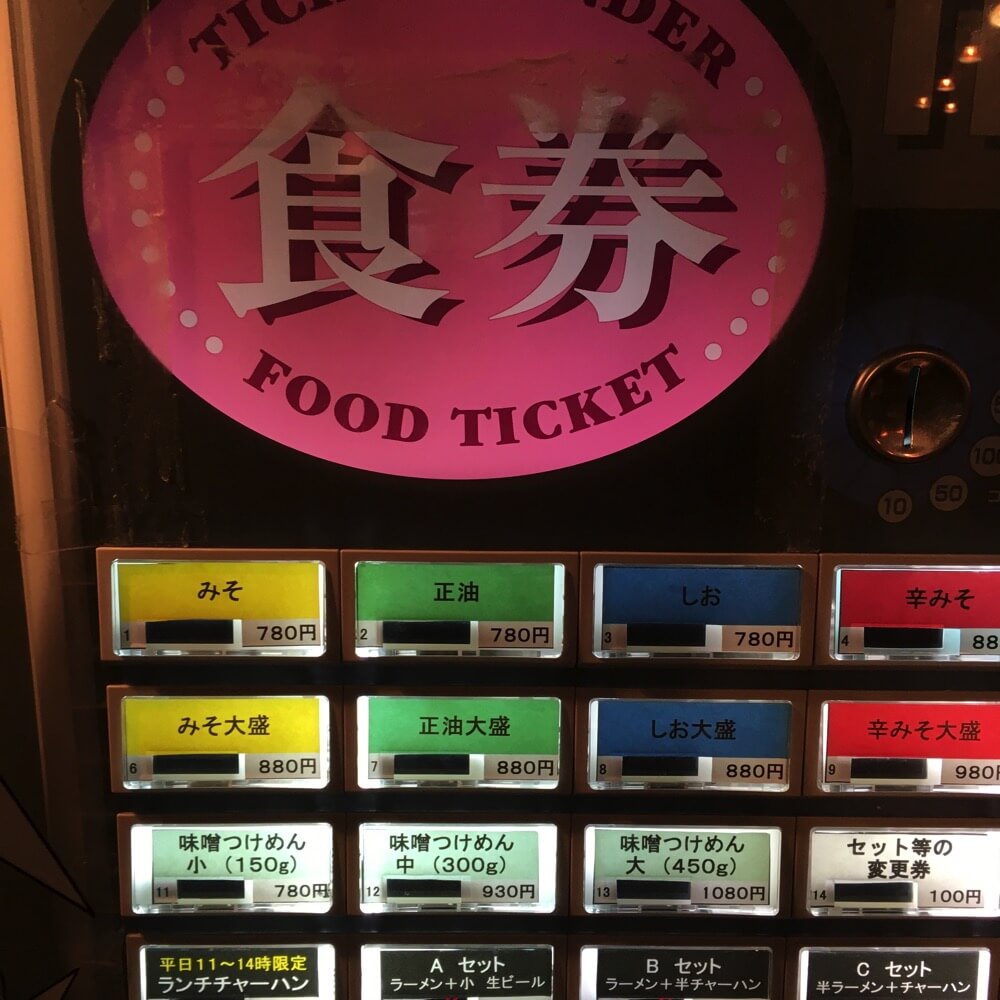 食券
FOOD TICKET
みそ
1 780円
正油
2 780円
しお
3 780円
辛みそ
4
みそ大盛
6 880円
正油大盛
7 880円
しお大盛
8 880円
辛みそ大盛
9 980円
味噌つけめん
小 (150g)
11 780円
味噌つけめん
中 (300g)
12 930円
味噌つけめん
大 (450g)
13 1080円
セット等の
変更券
14 100円
平日11〜14時限定
ランチチャーハン
A セット
ラーメン+小 生ビール
B セット
ラーメン+半チャーハン
C セット
半ラーメン+チャーハン
10
50
100